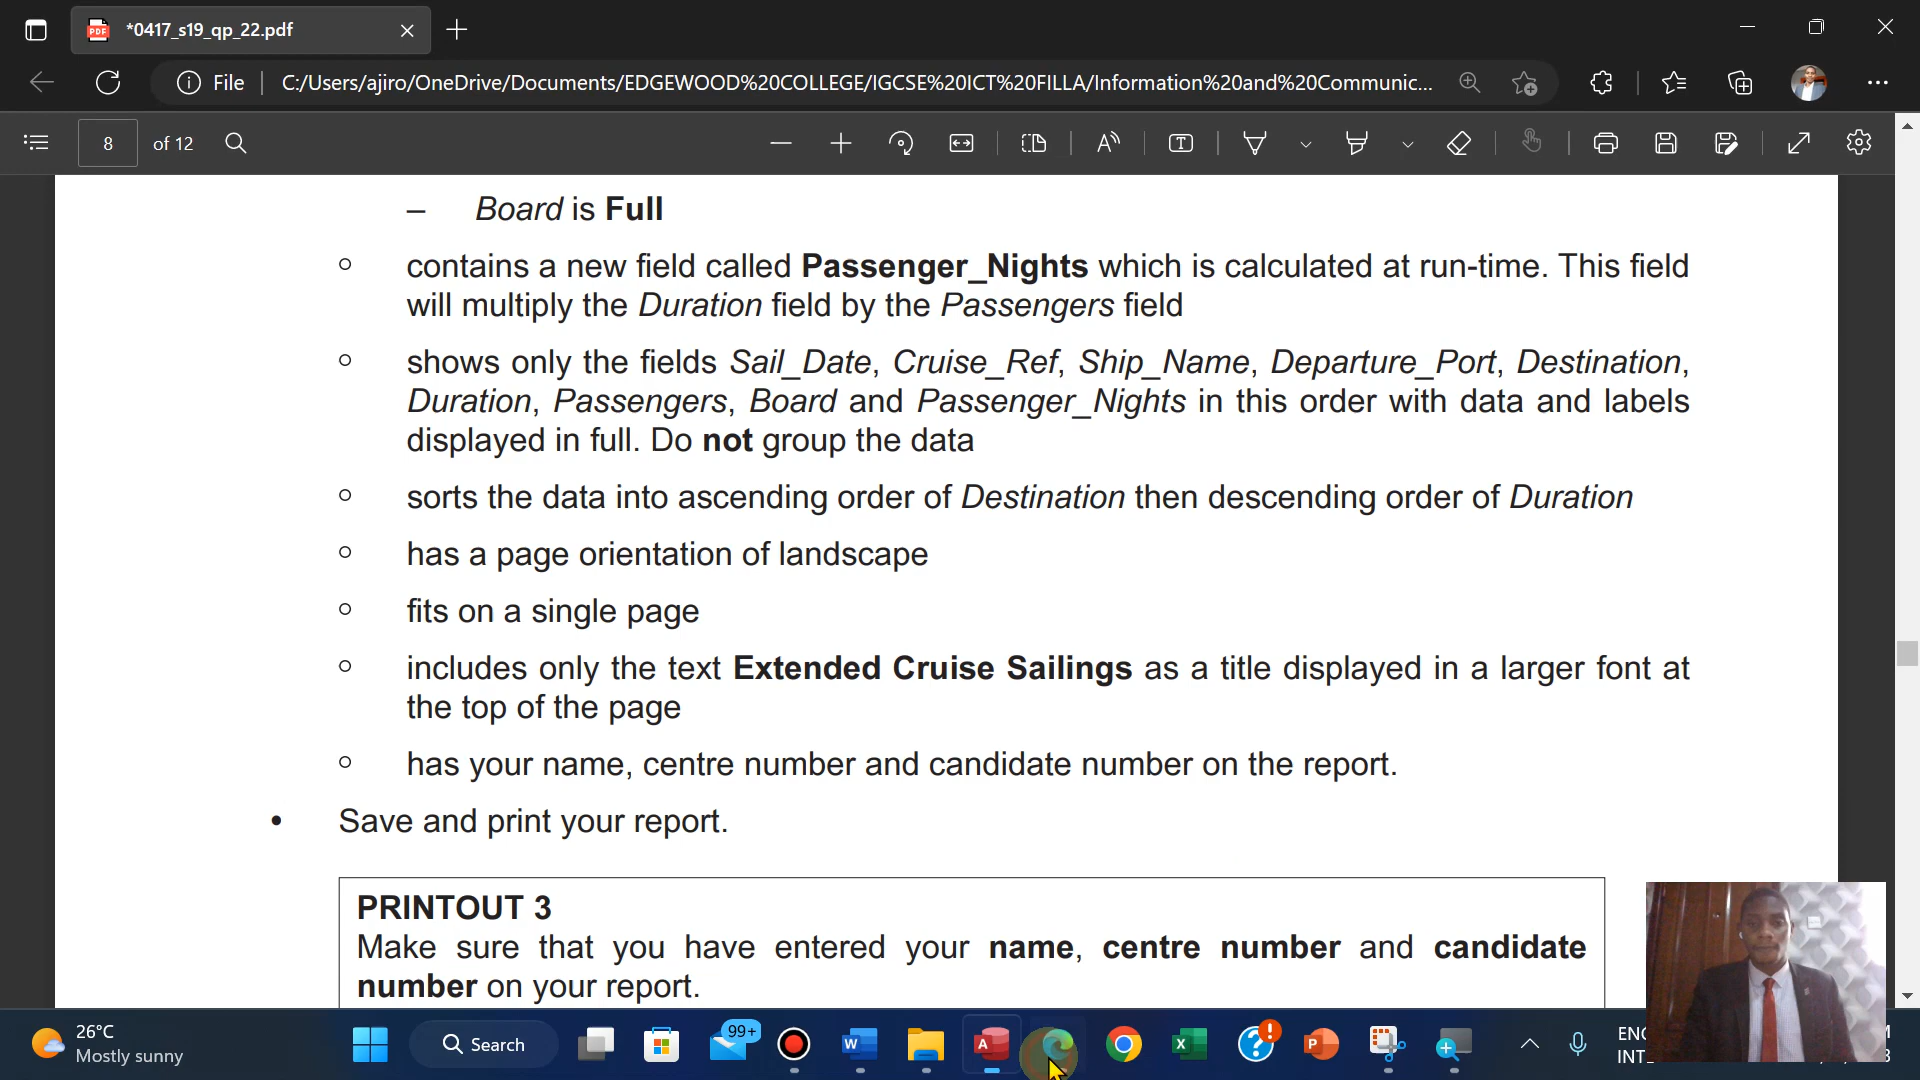 *0417_s19_qp_22.pdf
File
C:/Users/ajiro/OneDrive/Documents/EDGEWOOD%20COLLEGE/IGCSE%20ICT%20FILLA/Information%20and%20Communic...
8 of 12
– Board is Full
contains a new field called Passenger_Nights which is calculated at run-time. This field
will multiply the Duration field by the Passengers field
shows only the fields Sail_Date, Cruise_Ref, Ship_Name, Departure_Port, Destination,
Duration, Passengers, Board and Passenger_Nights in this order with data and labels
displayed in full. Do not group the data
sorts the data into ascending order of Destination then descending order of Duration
has a page orientation of landscape
fits on a single page
includes only the text Extended Cruise Sailings as a title displayed in a larger font at
the top of the page
has your name, centre number and candidate number on the report.
• Save and print your report.
PRINTOUT 3
Make sure that you have entered your name, centre number and candidate
number on your report.
26°C
Mostly sunny
Search
99+